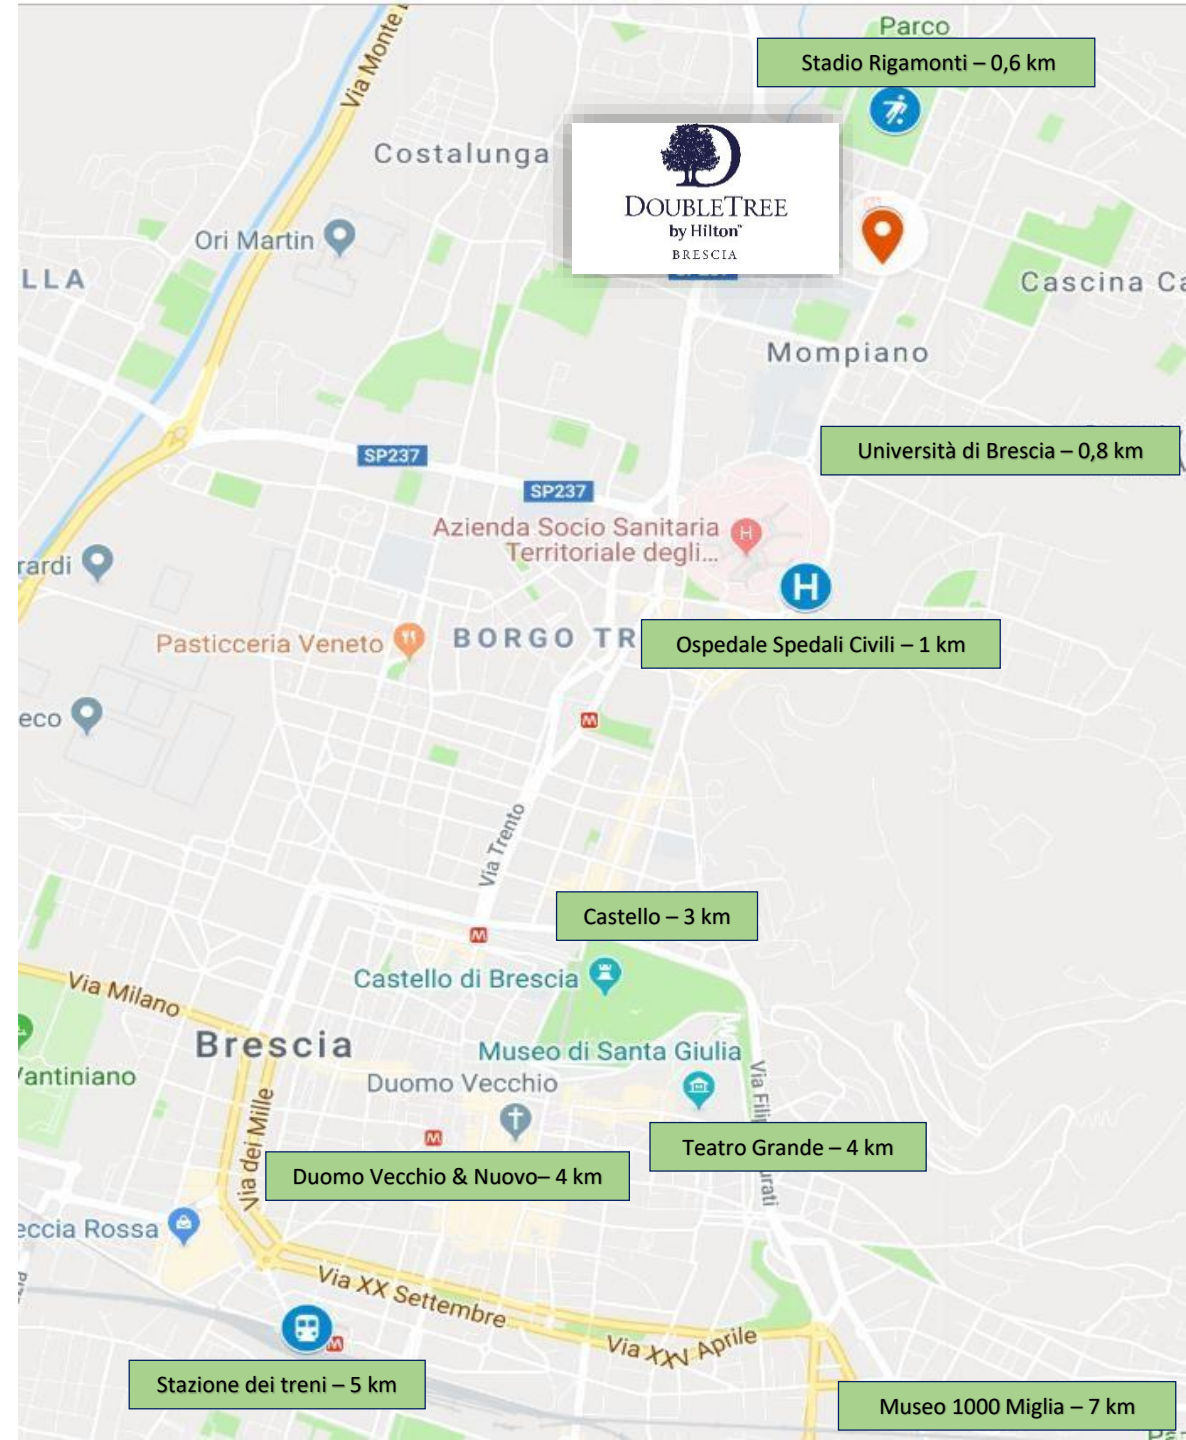 Parco
Via Monte
Stadio Rigamonti – 0,6 km
Costalunga
DOUBLETREE
by Hilton™
BRESCIA
Ori Martin
LLA
Cascina Ca
Mompiano
Università di Brescia – 0,8 km
SP237
SP237
Azienda Socio Sanitaria
Territoriale degli...
H
H
rardi
Pasticceria Veneto
BORGO TR
Ospedale Spedali Civili – 1 km
eco
M
Via Trento
Castello – 3 km
M
Castello di Brescia
Via Milano
Brescia
Museo di Santa Giulia
antiniano
Duomo Vecchio
Via dei Mille
M
Via Filip
urati
Teatro Grande – 4 km
Duomo Vecchio & Nuovo– 4 km
eccia Rossa
Via XX Settembre
M
Via XXV Aprile
Stazione dei treni – 5 km
Museo 1000 Miglia – 7 km